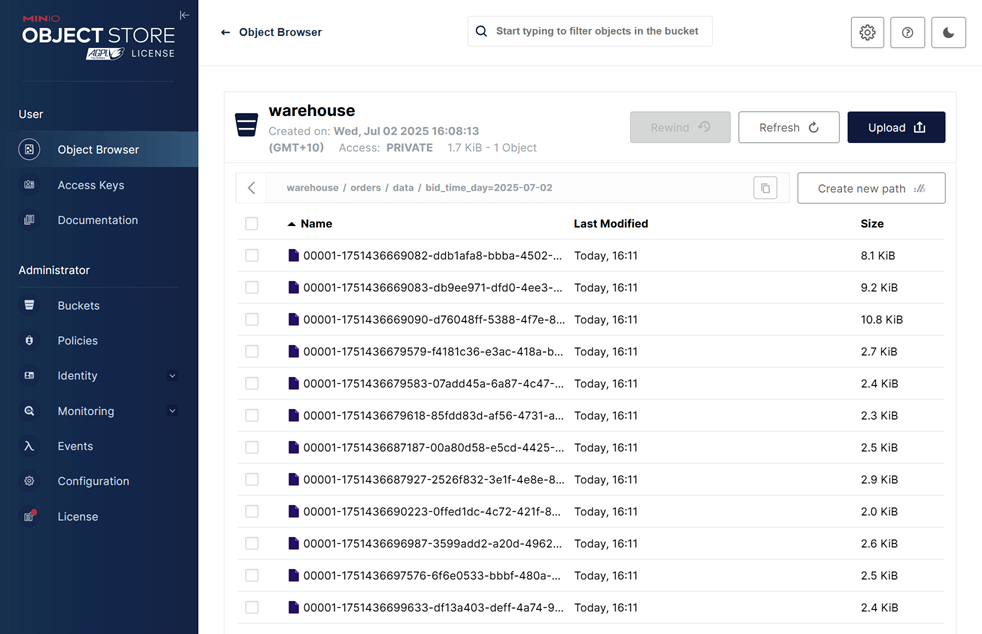 MINIO
OBJECT STORE
AGPLv3 LICENSE
User
Object Browser
Access Keys
Documentation
Administrator
Buckets
Policies
Identity
Monitoring
Events
Configuration
License
← Object Browser
Start typing to filter objects in the bucket
warehouse
Created on: Wed, Jul 02 2025 16:08:13
(GMT+10) Access: PRIVATE 1.7 KiB - 1 Object
Rewind
Refresh
Upload
warehouse / orders / data / bid_time_day=2025-07-02
Create new path
Name Last Modified Size
00001-1751436669082-ddb1afa8-bbba-4502-... Today, 16:11 8.1 KiB
00001-1751436669083-db9ee971-dfd0-4ee3-... Today, 16:11 9.2 KiB
00001-1751436669090-d76048ff-5388-4f7e-8... Today, 16:11 10.8 KiB
00001-1751436679579-f4181c36-e3ac-418a-b... Today, 16:11 2.7 KiB
00001-1751436679583-07add45a-6a87-4c47-... Today, 16:11 2.4 KiB
00001-1751436679618-85fdd83d-af56-4731-a... Today, 16:11 2.3 KiB
00001-1751436687187-00a80d58-e5cd-4425-... Today, 16:11 2.5 KiB
00001-1751436687927-2526f832-3e1f-4e8e-8... Today, 16:11 2.9 KiB
00001-1751436690223-0ffed1dc-4c72-421f-8... Today, 16:11 2.0 KiB
00001-1751436696987-3599add2-a20d-4962... Today, 16:11 2.6 KiB
00001-1751436697576-6f6e0533-bbbf-480a-... Today, 16:11 2.5 KiB
00001-1751436699633-df13a403-deff-4a74-9... Today, 16:11 2.4 KiB